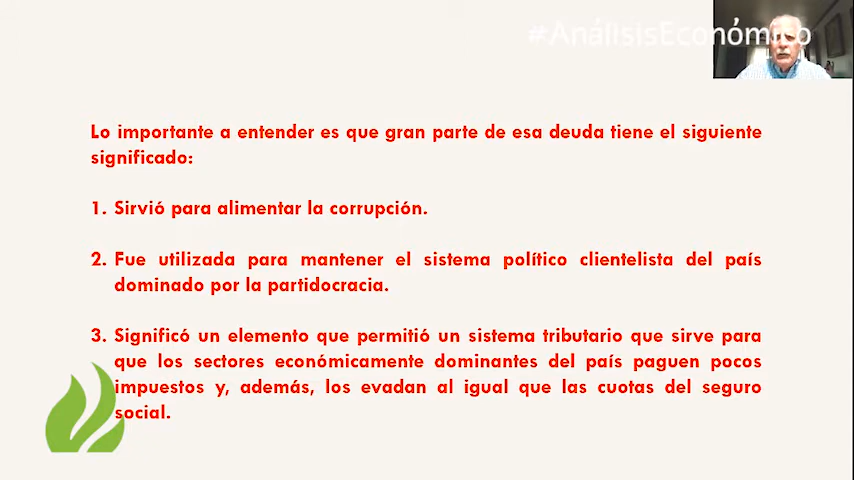 #AnálisisEconómico
Lo importante a entender es que gran parte de esa deuda tiene el siguiente
significado:
1. Sirvió para alimentar la corrupción.
2. Fue utilizada para mantener el sistema político clientelista del país
dominado por la partidocracia.
3. Significó un elemento que permitió un sistema tributario que sirve para
que los sectores económicamente dominantes del país paguen pocos
impuestos y, además, los evadan al igual que las cuotas del seguro
social.